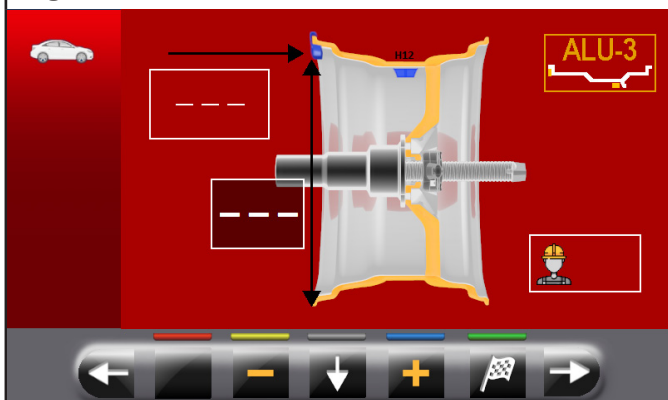 H12
ALU-3
– – –
– – –